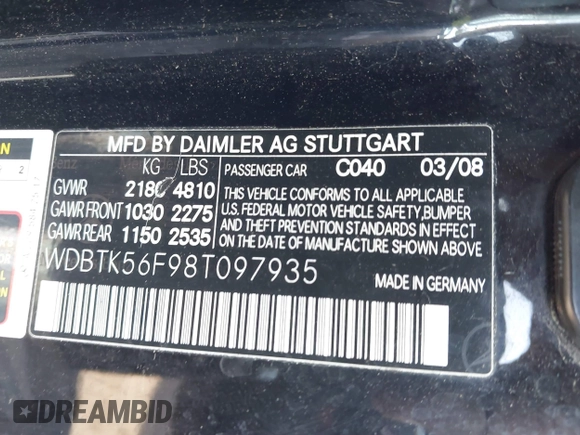 N
2
MFD BY DAIMLER AG STUTTGART
KG LBS PASSENGER CAR C040 03/08
GVWR 2180 4810 THIS VEHICLE CONFORMS TO ALL APPLICABLE
GAWR FRONT 1030 2275 U.S. FEDERAL MOTOR VEHICLE SAFETY,BUMPER
GAWR REAR 1150 2535 AND THEFT PREVENTION STANDARDS IN EFFECT
ON THE DATE OF MANUFACTURE SHOWN ABOVE.
WDBTK56F98T097935
MADE IN GERMANY
DREAMBID